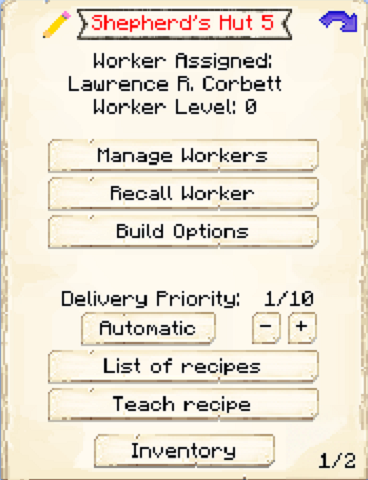 Shepherd's Hut 5
Worker Assigned:
Lawrence R. Corbett
Worker Level: 0
Manage Workers
Recall Worker
Build Options
Delivery Priority: 1/10
Automatic - +
List of recipes
Teach recipe
Inventory
1/2